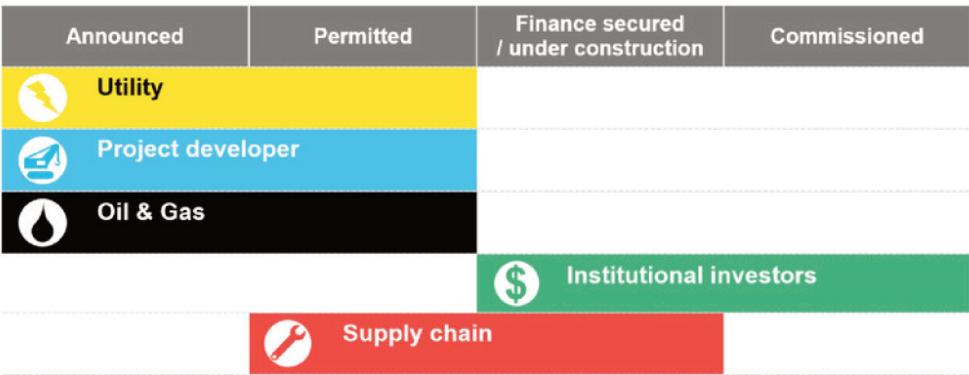 Announced
Permitted
Finance secured
/ under construction
Commissioned
Utility
Project developer
Oil & Gas
$
Institutional investors
Supply chain